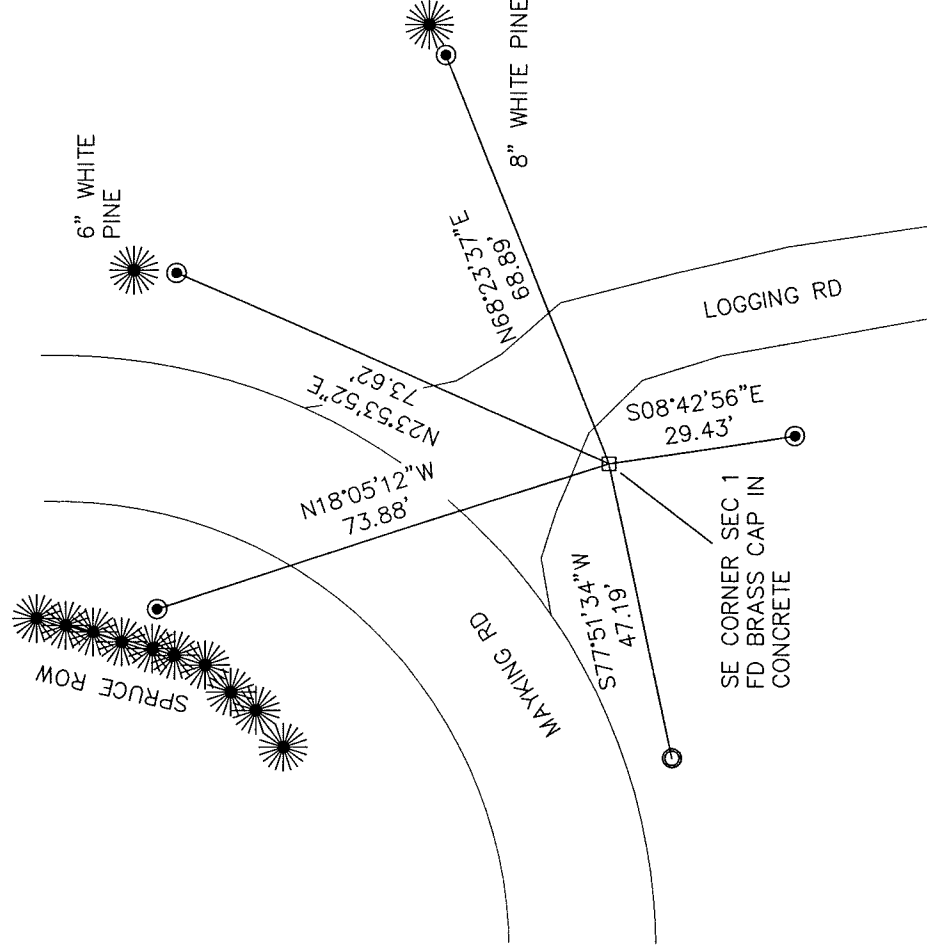 6" WHITE
PINE
8" WHITE PINE
N68°23'37"E
68.89'
N23°53'52"E
73.62'
N18°05'12"W
73.88'
LOGGING RD
S08°42'56"E
29.43'
SPRUCE ROW
MAYKING RD
S77°51'34"W
47.19'
SE CORNER SEC 1
FD BRASS CAP IN
CONCRETE